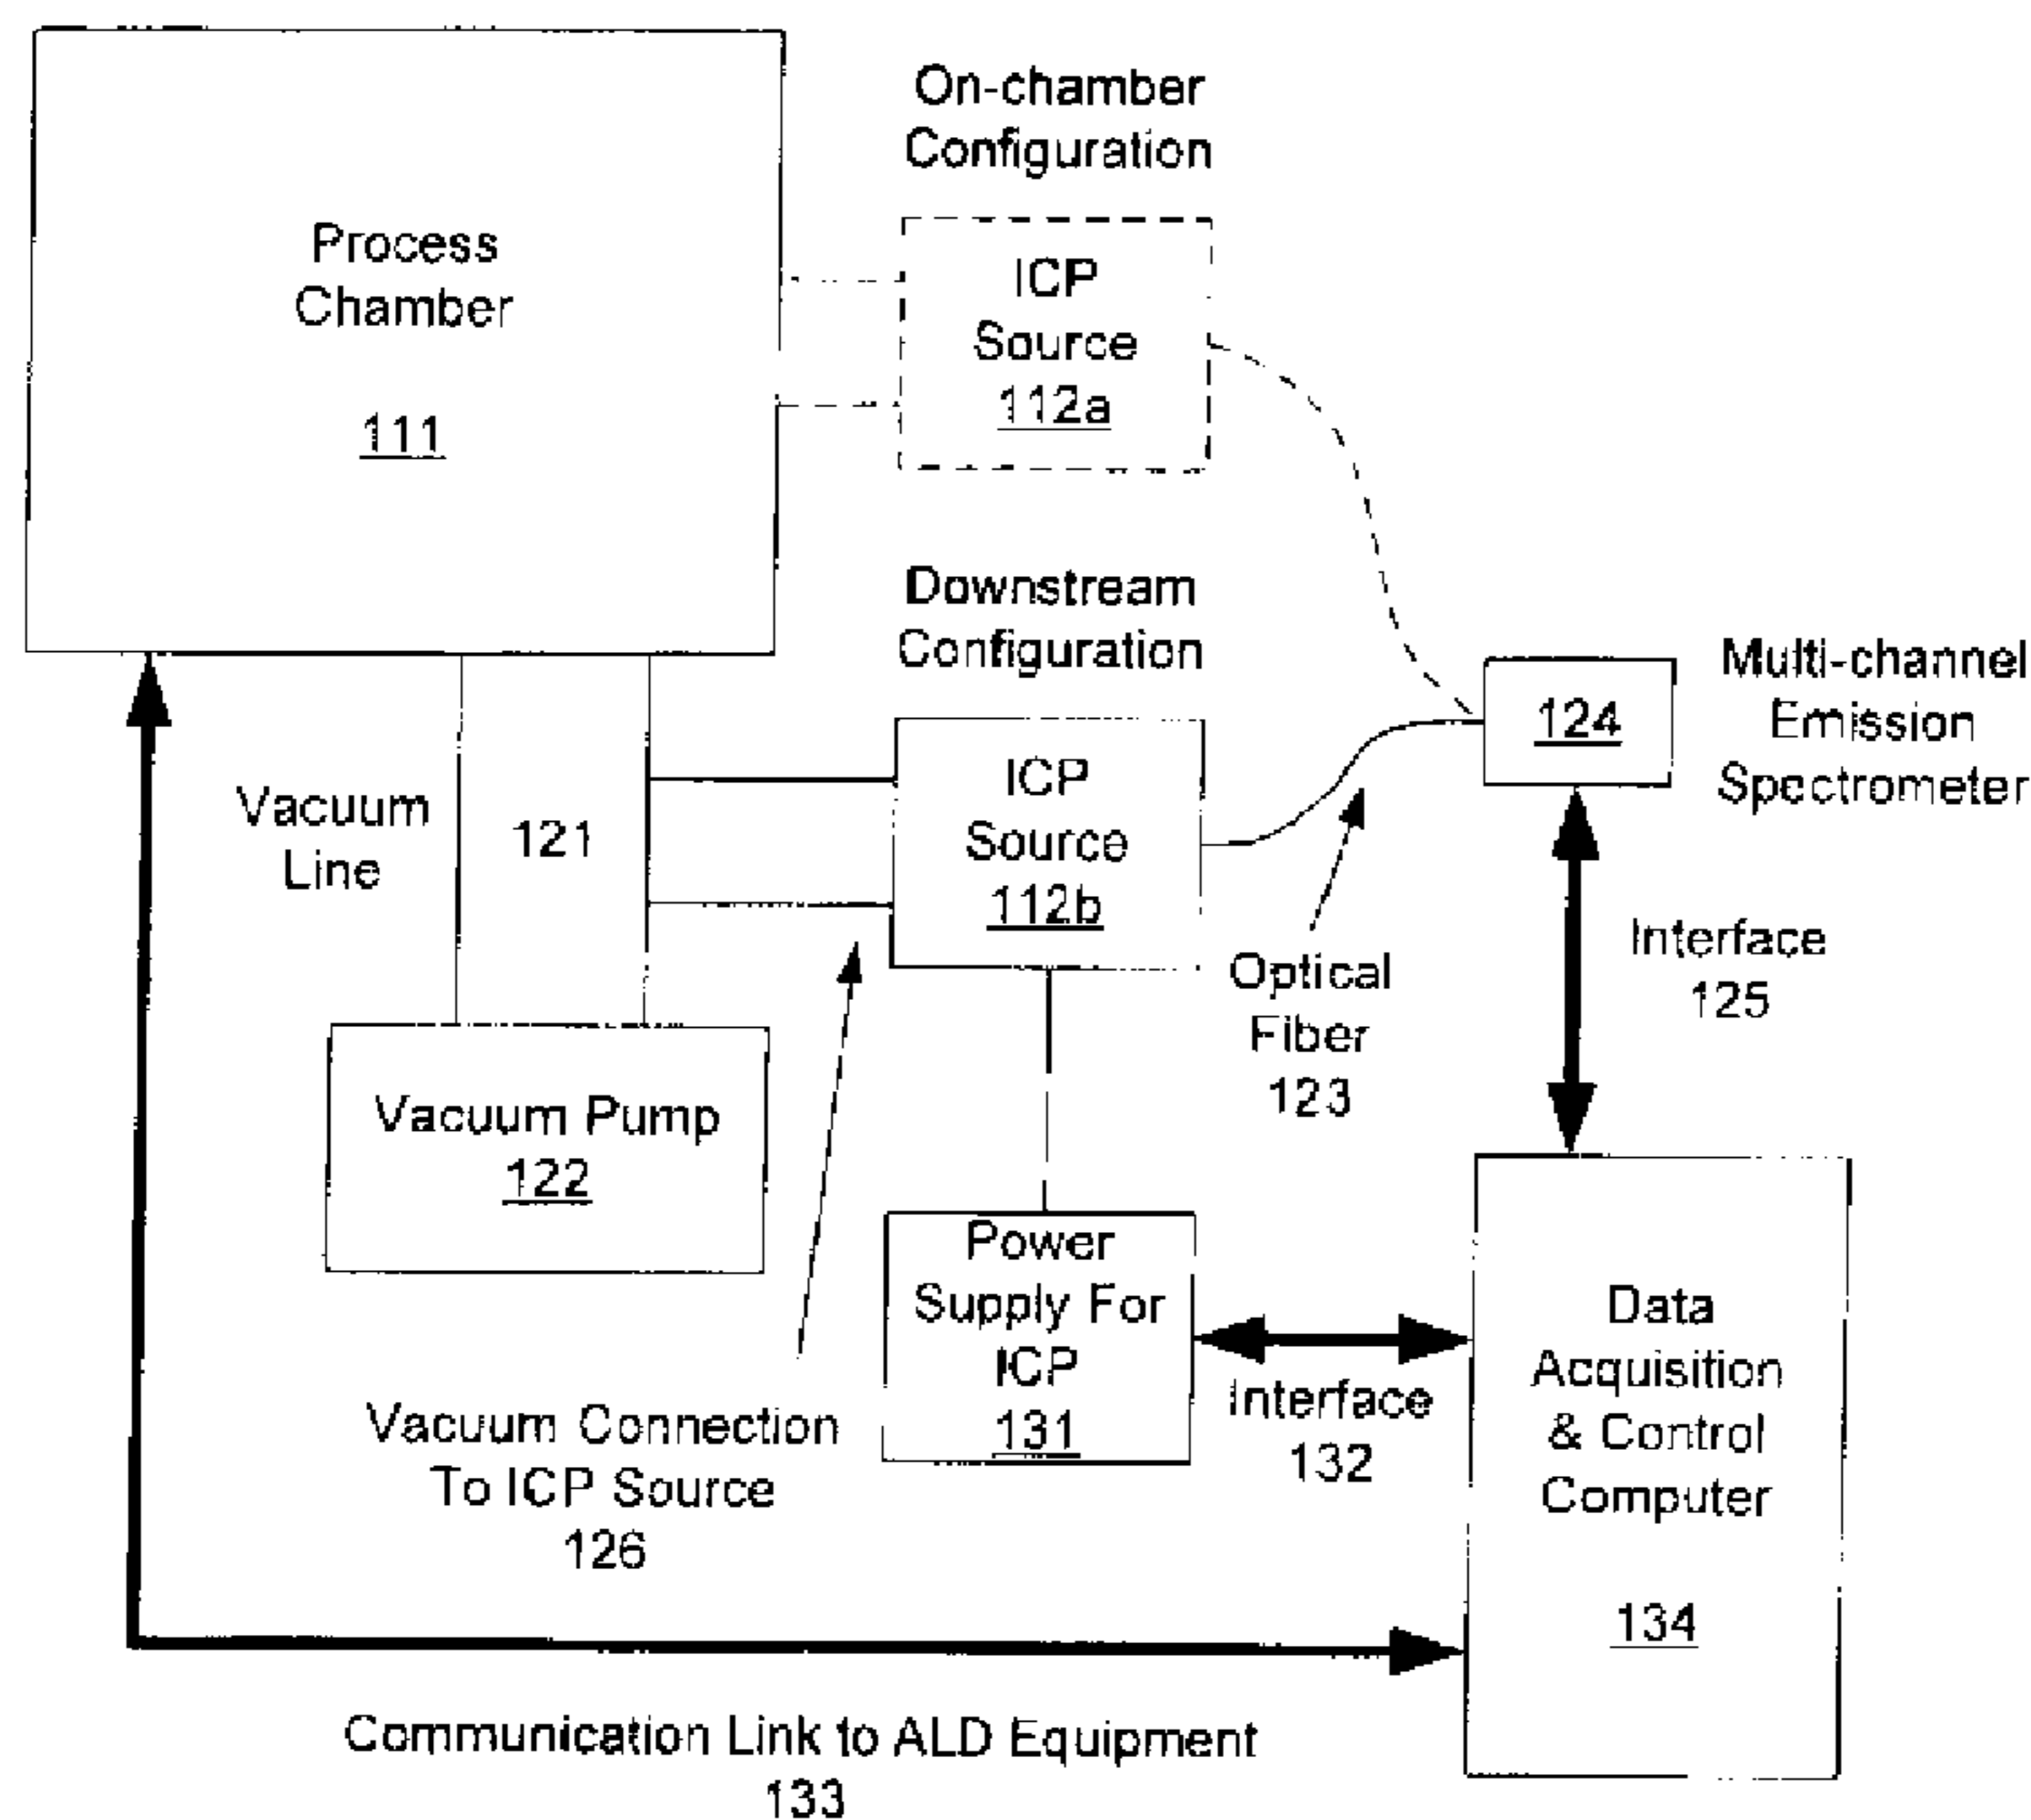 On-chamber
Configuration
Process
Chamber
111
ICP
Source
112a
Downstream
Configuration
Multi-channel
Emission
Spectrometer
124
Vacuum
Line
121
ICP
Source
112b
Interface
125
Optical
Fiber
123
Vacuum Pump
122
Power
Supply For
ICP
131
Interface
132
Data
Acquisition
& Control
Computer
134
Vacuum Connection
To ICP Source
126
Communication Link to ALD Equipment
133